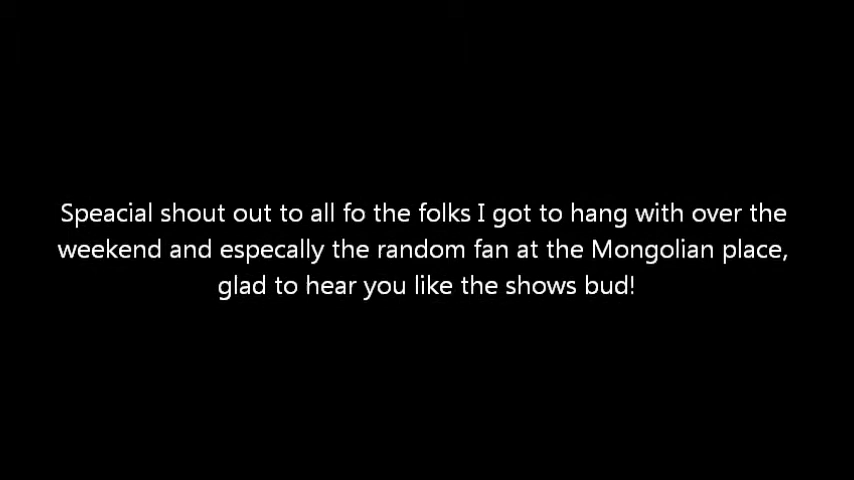 Speacial shout out to all fo the folks I got to hang with over the
weekend and especally the random fan at the Mongolian place,
glad to hear you like the shows bud!